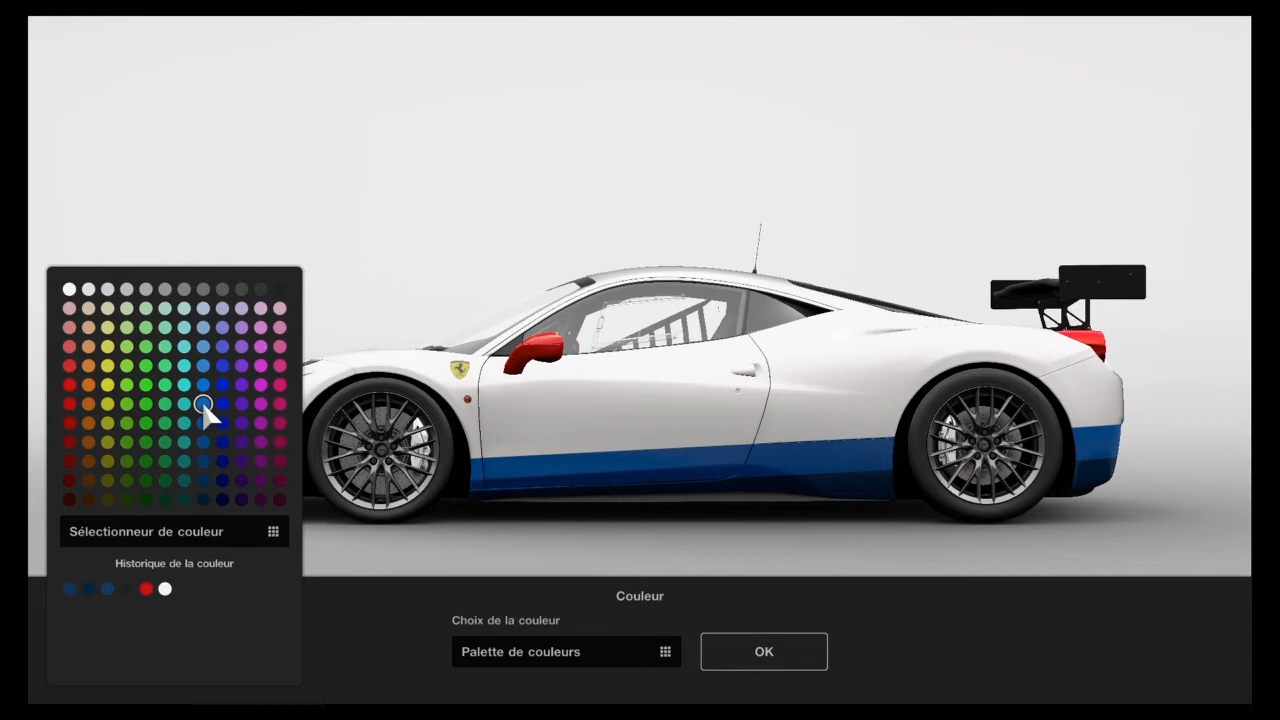 Sélectionneur de couleur
Historique de la couleur
Couleur
Choix de la couleur
Palette de couleurs
OK